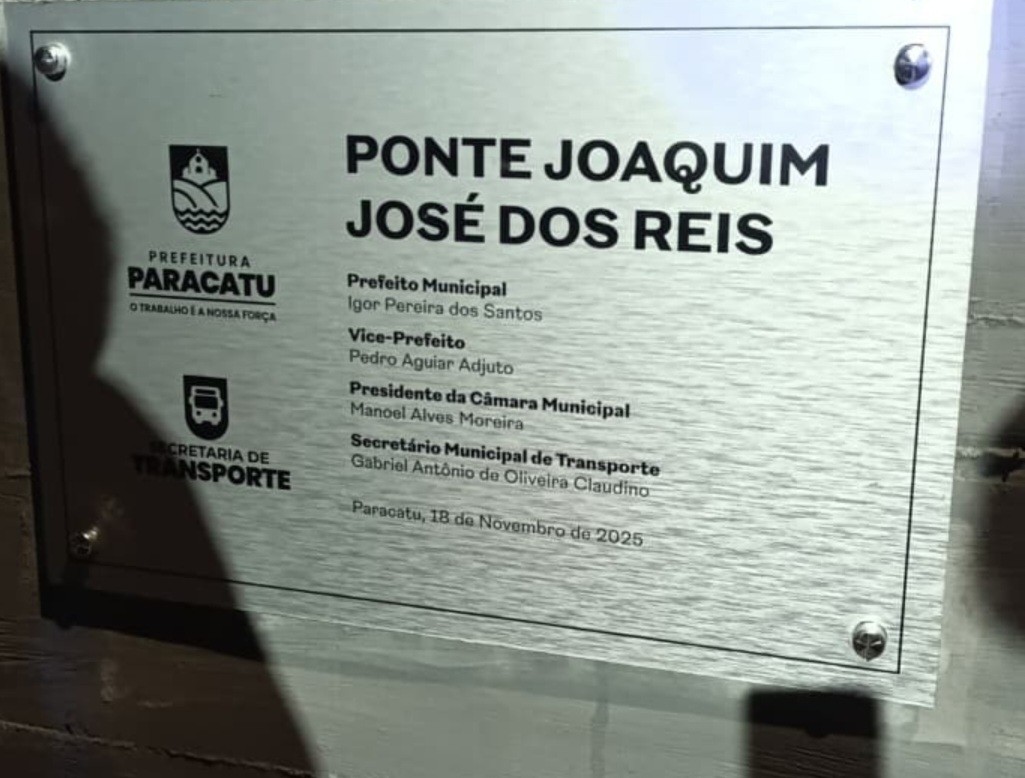 PONTE JOAQUIM
JOSÉ DOS REIS
PREFEITURA
PARACATU
O TRABALHO É A NOSSA FORÇA
SECRETARIA DE
TRANSPORTE
Prefeito Municipal
Igor Pereira dos Santos
Vice-Prefeito
Pedro Aguiar Adjuto
Presidente da Câmara Municipal
Manoel Alves Moreira
Secretário Municipal de Transporte
Gabriel Antônio de Oliveira Claudino
Paracatu, 18 de Novembro de 2025